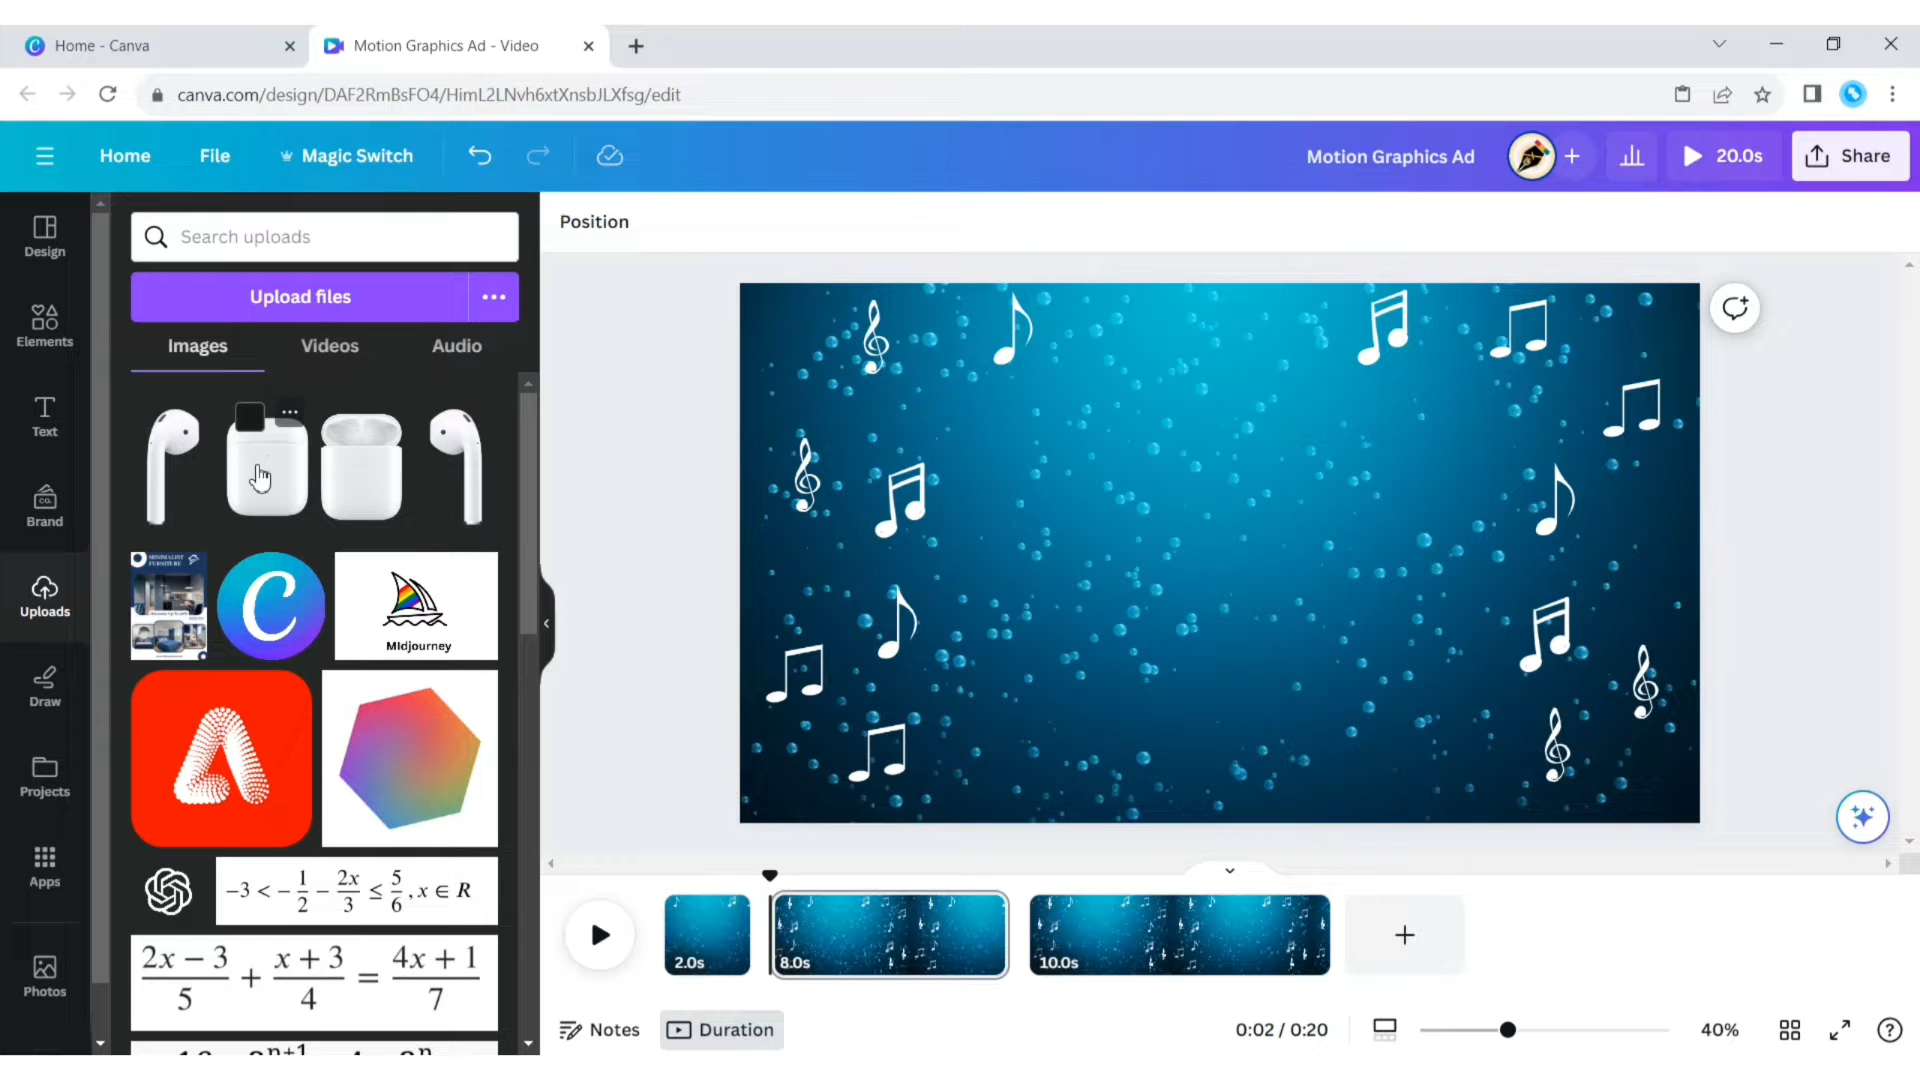 Home - Canva
Motion Graphics Ad - Video
canva.com/design/DAF2RmBsFO4/HimL2LNvh6xtXnsbJLXfsg/edit
Home
File
Magic Switch
Motion Graphics Ad
20.0s
Share
Design
Elements
Text
CO.
Brand
Uploads
Draw
Projects
Apps
Photos
Search uploads
Upload files
Images
Videos
Audio
MINIMALIST
FURNITURE
C
MIdjourney
−3 < − 1/2 − 2x/3 ≤ 5/6 , x ∈ R
2x − 3/5 + x + 3/4 = 4x + 1/7
Position
2.0s
8.0s
10.0s
Notes
Duration
0:02 / 0:20
40%